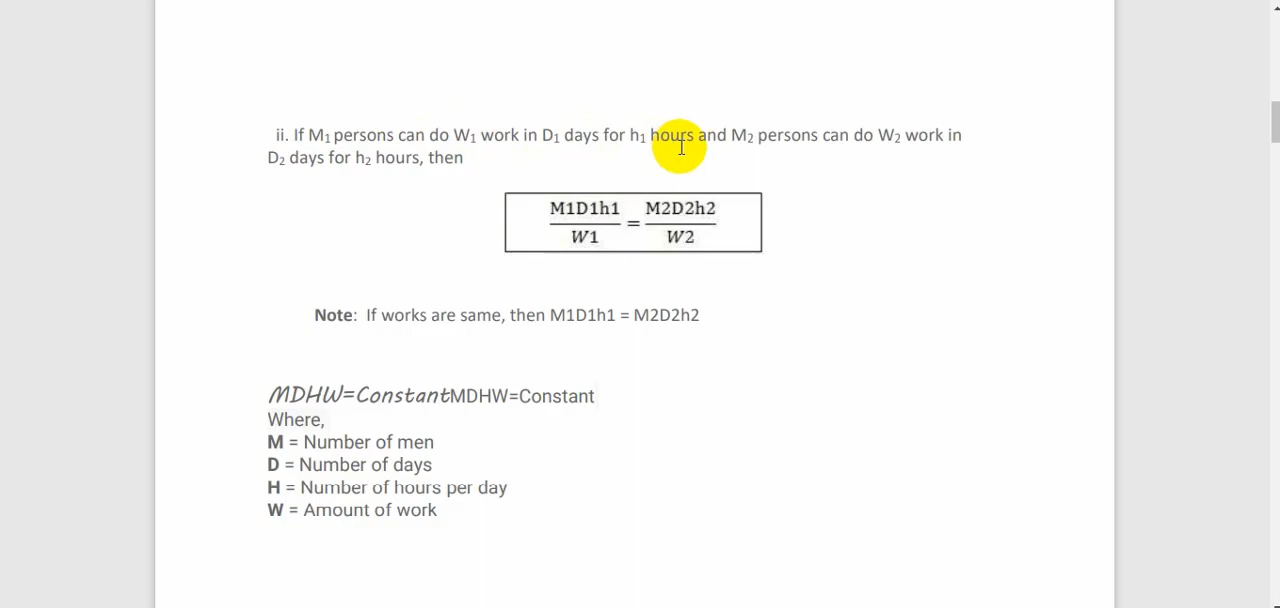 ii. If M₁ persons can do W₁ work in D₁ days for h₁ hours and M₂ persons can do W₂ work in
D₂ days for h₂ hours, then
M1D1h1/W1 = M2D2h2/W2
Note: If works are same, then M1D1h1 = M2D2h2
MDHW=ConstantMDHW=Constant
Where,
M = Number of men
D = Number of days
H = Number of hours per day
W = Amount of work